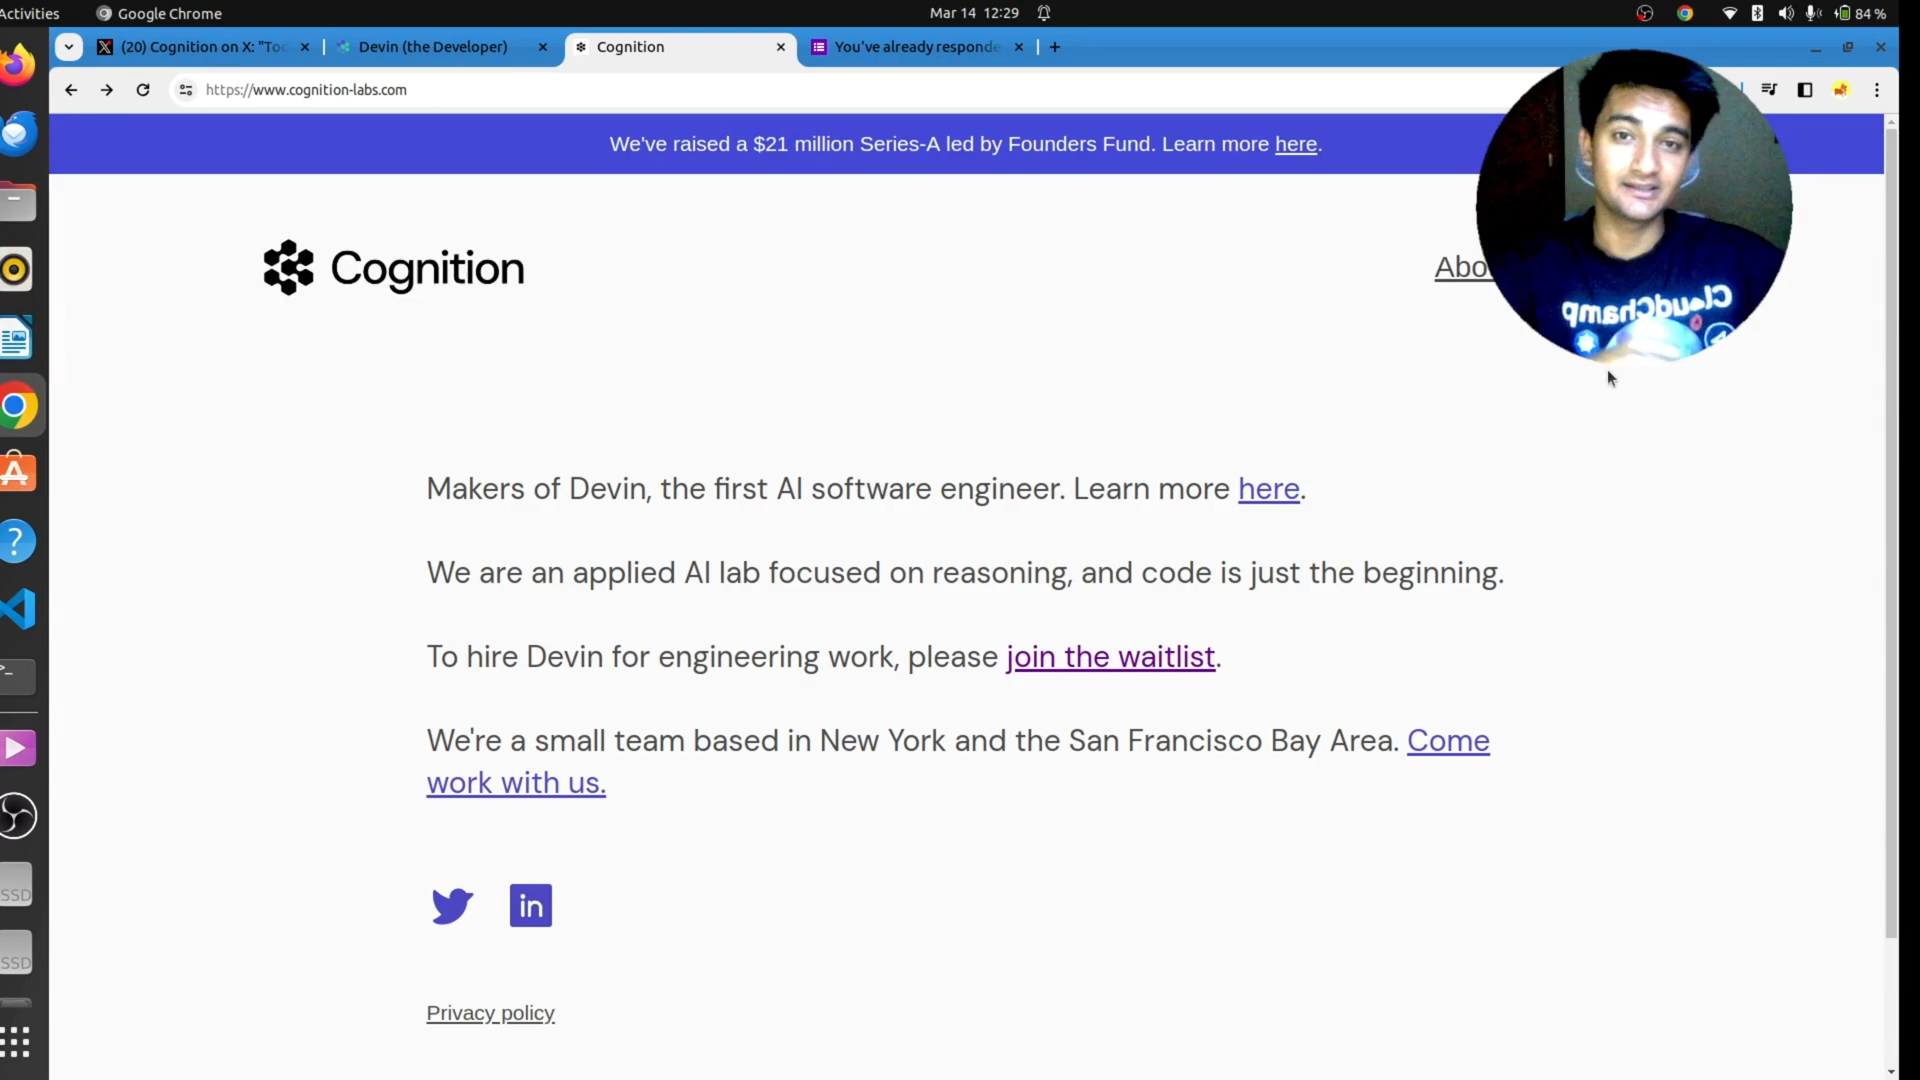 Activities
Google Chrome
Mar 14 12:29
84 %
(20) Cognition on X: "Too
Devin (the Developer)
Cognition
You've already responde
https://www.cognition-labs.com
We've raised a $21 million Series-A led by Founders Fund. Learn more here.
Cognition
Abo
CloudChamp
Makers of Devin, the first AI software engineer. Learn more here.
We are an applied AI lab focused on reasoning, and code is just the beginning.
To hire Devin for engineering work, please join the waitlist.
We're a small team based in New York and the San Francisco Bay Area. Come
work with us.
in
SSD
SSD
Privacy policy